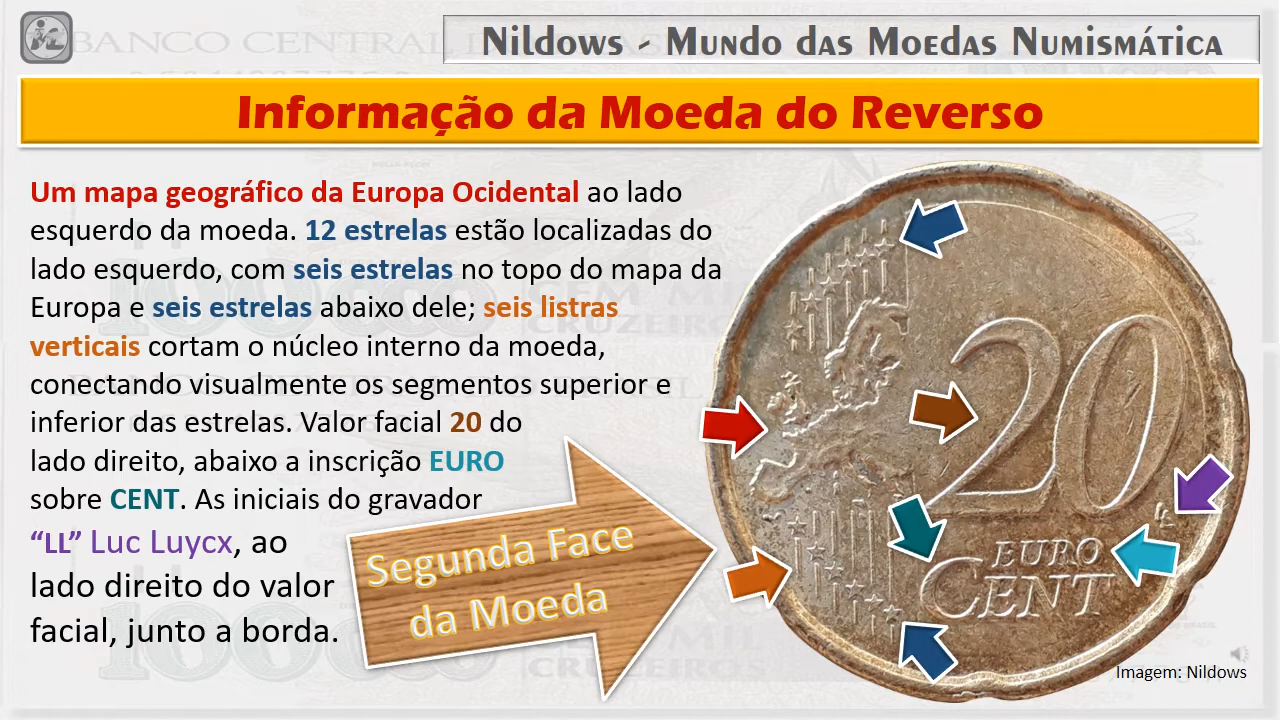 BANCO CENTRAL D
Nildows - Mundo das Moedas Numismática
Informação da Moeda do Reverso
Um mapa geográfico da Europa Ocidental ao lado
esquerdo da moeda. 12 estrelas estão localizadas do
lado esquerdo, com seis estrelas no topo do mapa da
Europa e seis estrelas abaixo dele; seis listras
verticais cortam o núcleo interno da moeda,
conectando visualmente os segmentos superior e
inferior das estrelas. Valor facial 20 do
lado direito, abaixo a inscrição EURO
sobre CENT. As iniciais do gravador
“LL” Luc Luycx, ao
lado direito do valor
facial, junto a borda.
Segunda Face
da Moeda
20
EURO
CENT
Imagem: Nildows